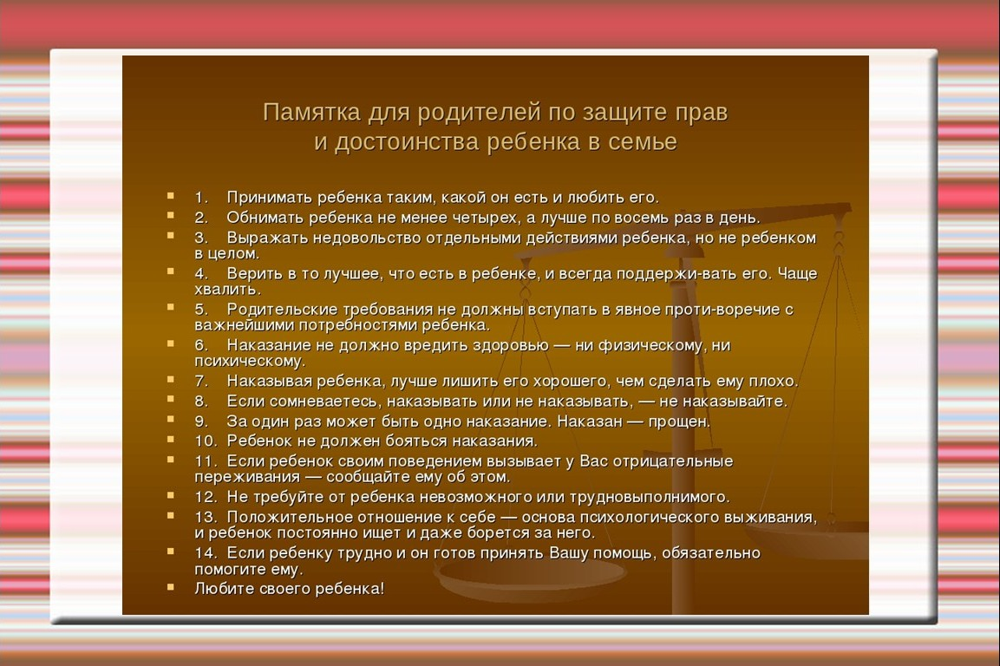 Памятка для родителей по защите прав
и достоинства ребенка в семье
1. Принимать ребенка таким, какой он есть и любить его.
2. Обнимать ребенка не менее четырех, а лучше по восемь раз в день.
3. Выражать недовольство отдельными действиями ребенка, но не ребенком
в целом.
4. Верить в то лучшее, что есть в ребенке, и всегда поддержи-вать его. Чаще
хвалить.
5. Родительские требования не должны вступать в явное проти-воречие с
важнейшими потребностями ребенка.
6. Наказание не должно вредить здоровью — ни физическому, ни
психическому.
7. Наказывая ребенка, лучше лишить его хорошего, чем сделать ему плохо.
8. Если сомневаетесь, наказывать или не наказывать, — не наказывайте.
9. За один раз может быть одно наказание. Наказан — прощен.
10. Ребенок не должен бояться наказания.
11. Если ребенок своим поведением вызывает у Вас отрицательные
переживания — сообщайте ему об этом.
12. Не требуйте от ребенка невозможного или трудновыполнимого.
13. Положительное отношение к себе — основа психологического выживания,
и ребенок постоянно ищет и даже борется за него.
14. Если ребенку трудно и он готов принять Вашу помощь, обязательно
помогите ему.
Любите своего ребенка!